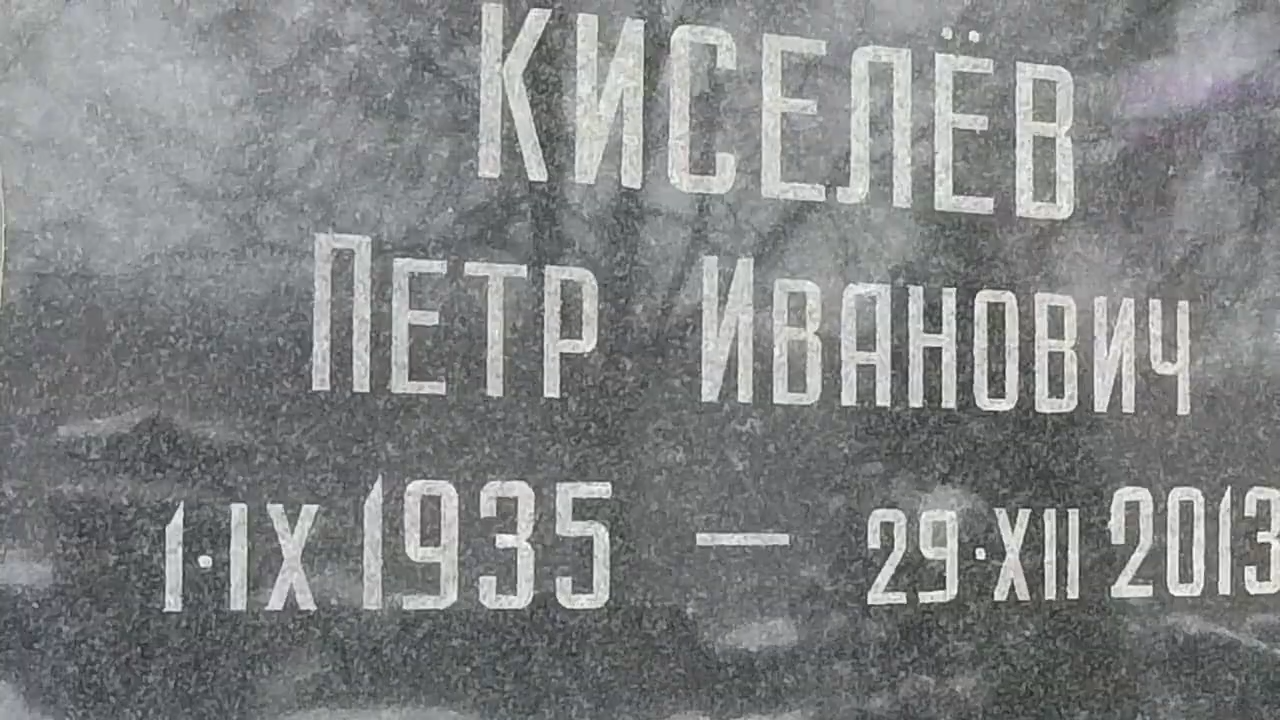 КИСЕЛЁВ
ПЕТР ИВАНОВИЧ
1·IX 1935 — 29·XII 2013